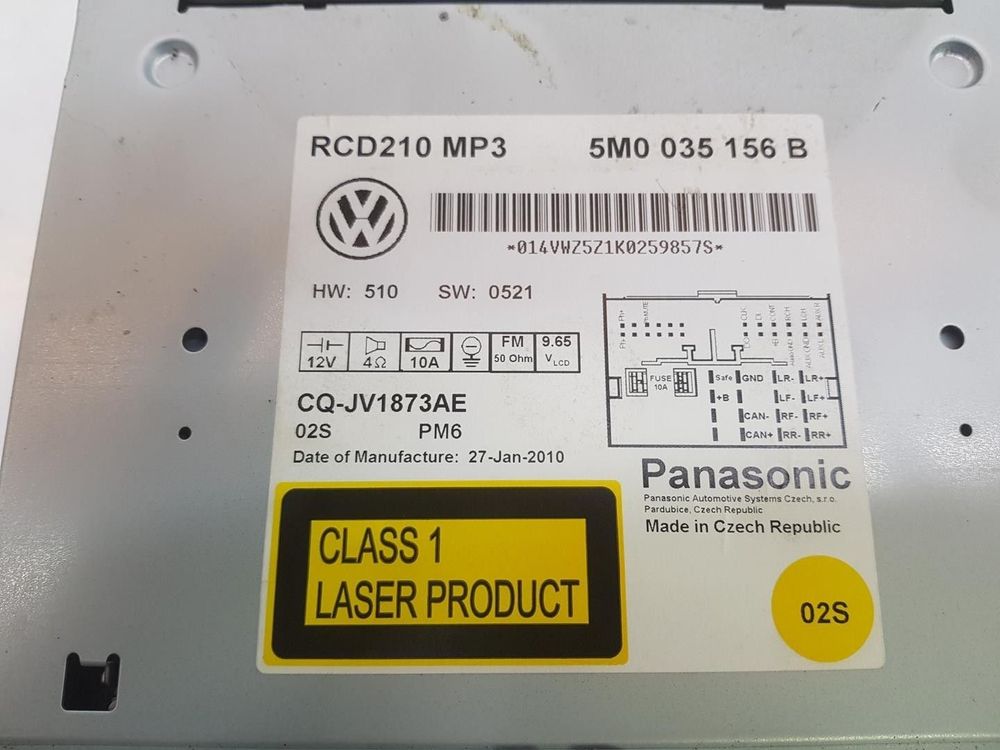 RCD210 MP3 5M0 035 156 B
*014VWZ5Z1K0259857S*
HW: 510 SW: 0521
12V 4Ω 10A FM 50 Ohm 9.65 VLCD
CQ-JV1873AE
02S PM6
Date of Manufacture: 27-Jan-2010
FUSE 10A
Safe GND LR- LR+
+B LF- LF+
CAN- RF- RF+
CAN+ RR- RR+
Panasonic
Panasonic Automotive Systems Czech, s.r.o.
Pardubice, Czech Republic
Made in Czech Republic
CLASS 1
LASER PRODUCT
02S